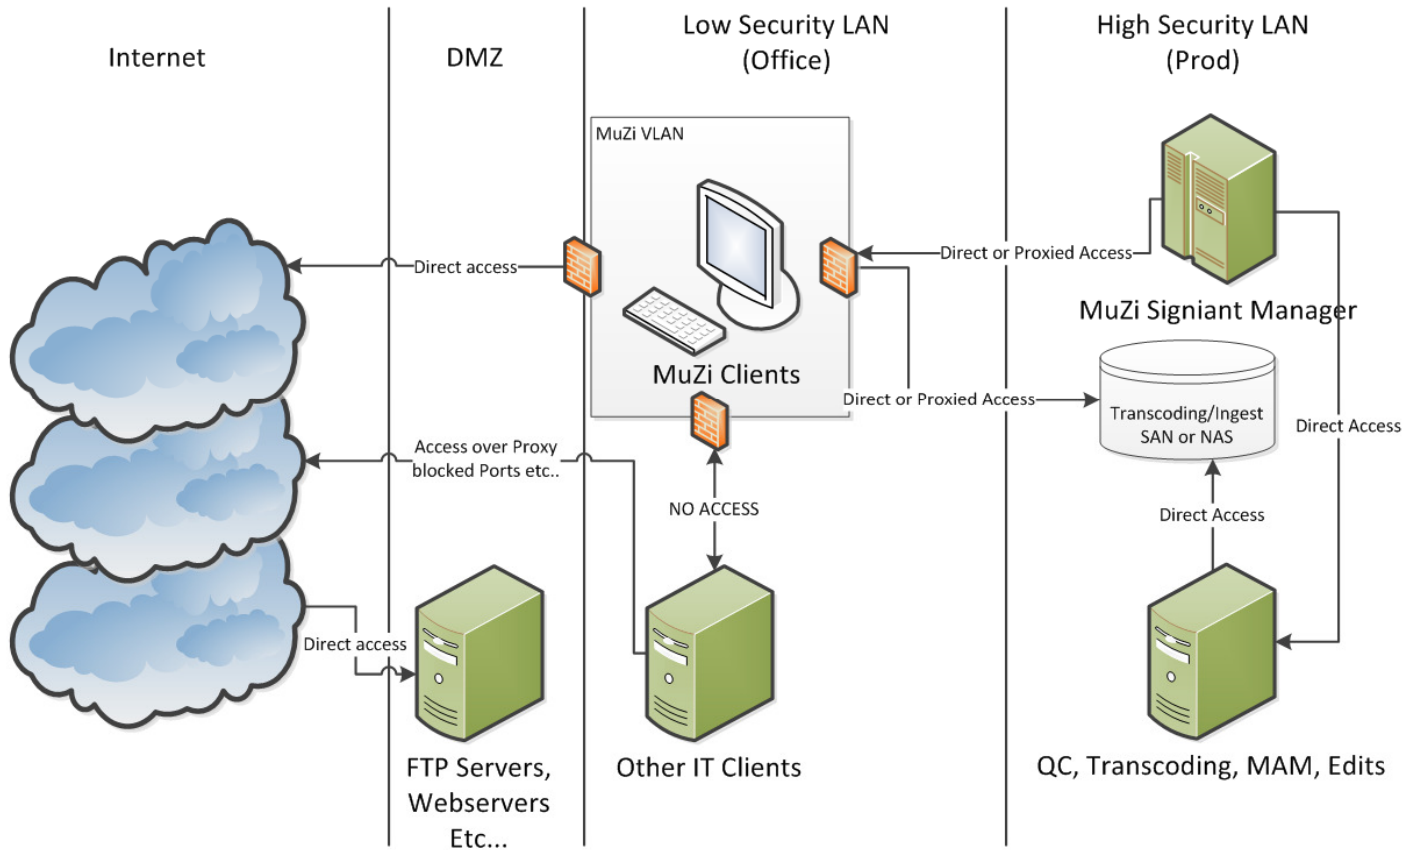 Internet
DMZ
Low Security LAN
(Office)
High Security LAN
(Prod)
MuZi VLAN
Direct access
Direct or Proxied Access
MuZi Signiant Manager
MuZi Clients
Direct or Proxied Access
Transcoding/Ingest
SAN or NAS
Direct Access
Access over Proxy
blocked Ports etc..
NO ACCESS
Direct Access
Direct access
FTP Servers,
Webservers
Etc...
Other IT Clients
QC, Transcoding, MAM, Edits